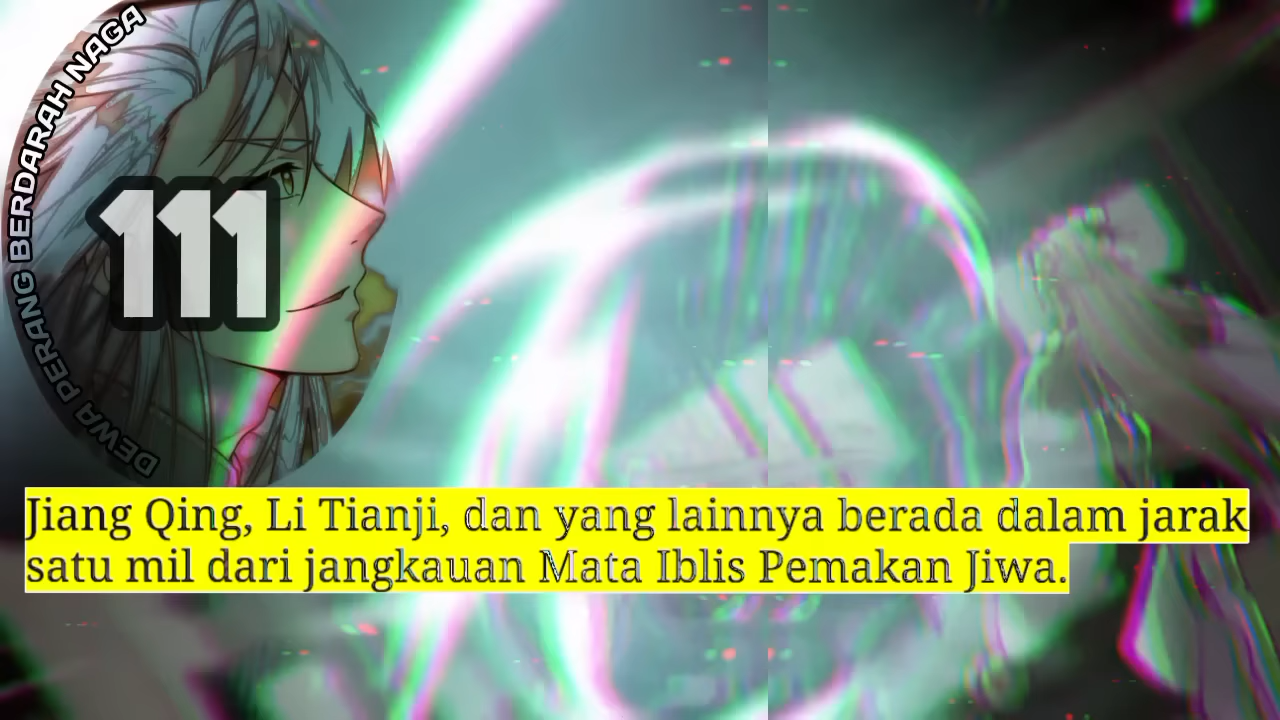 DEWA PERANG BERDARAH NAGA
111
Jiang Qing, Li Tianji, dan yang lainnya berada dalam jarak
satu mil dari jangkauan Mata Iblis Pemakan Jiwa.